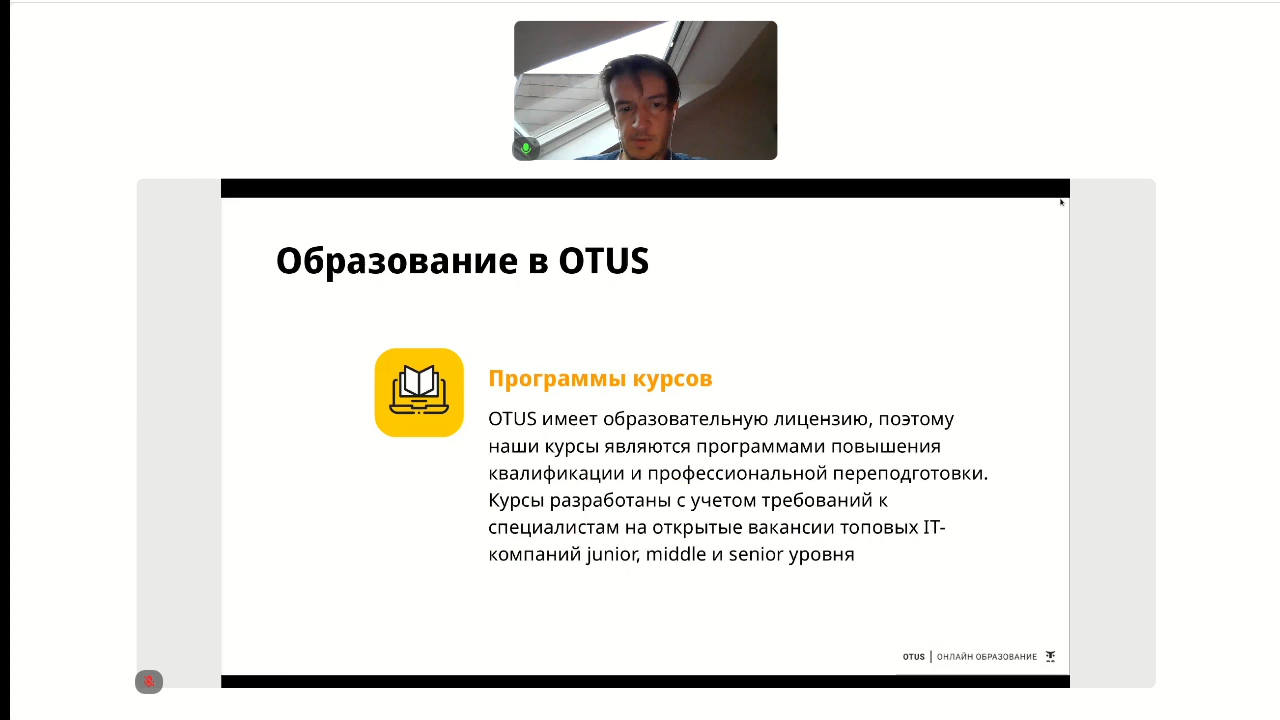 Образование в OTUS
Программы курсов
OTUS имеет образовательную лицензию, поэтому
наши курсы являются программами повышения
квалификации и профессиональной переподготовки.
Курсы разработаны с учетом требований к
специалистам на открытые вакансии топовых IT-
компаний junior, middle и senior уровня
OTUS | ОНЛАЙН ОБРАЗОВАНИЕ